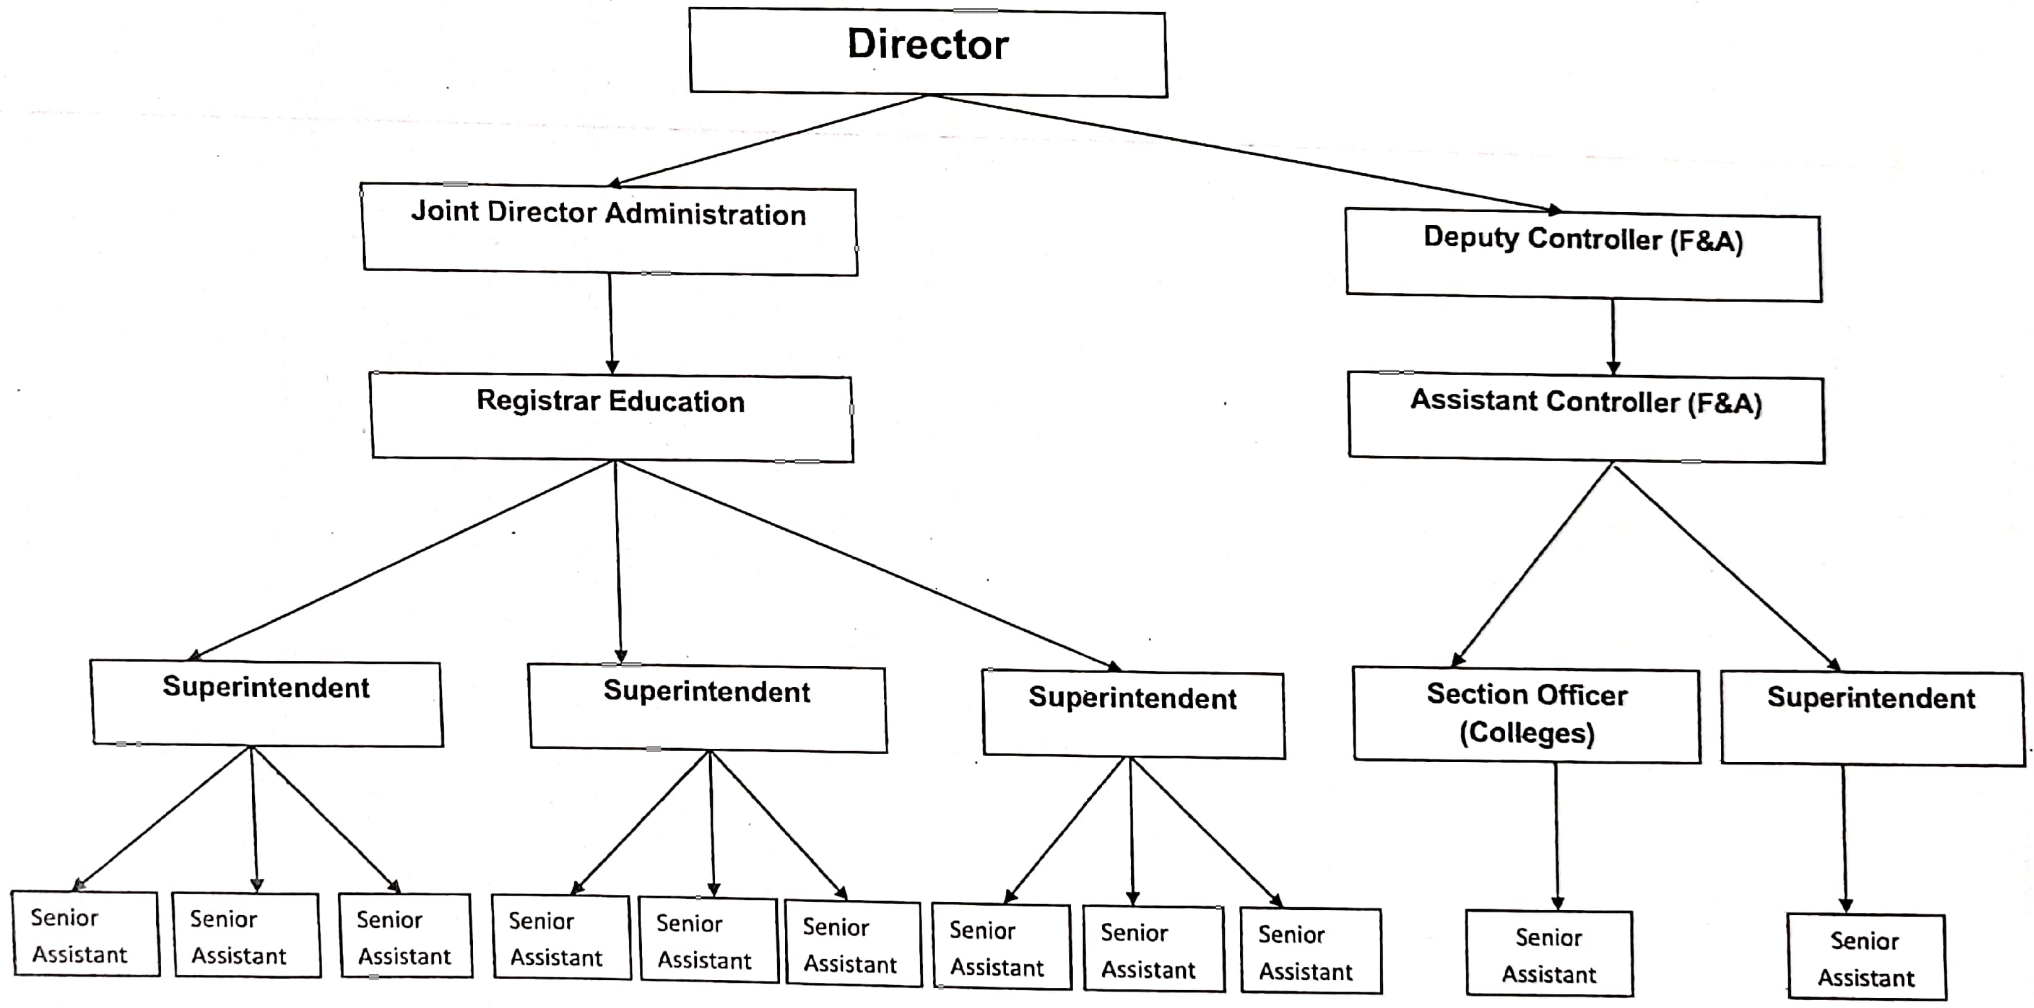 Director
Joint Director Administration
Deputy Controller (F&A)
Registrar Education
Assistant Controller (F&A)
Superintendent
Superintendent
Superintendent
Section Officer
(Colleges)
Superintendent
Senior
Assistant
Senior
Assistant
Senior
Assistant
Senior
Assistant
Senior
Assistant
Senior
Assistant
Senior
Assistant
Senior
Assistant
Senior
Assistant
Senior
Assistant
Senior
Assistant